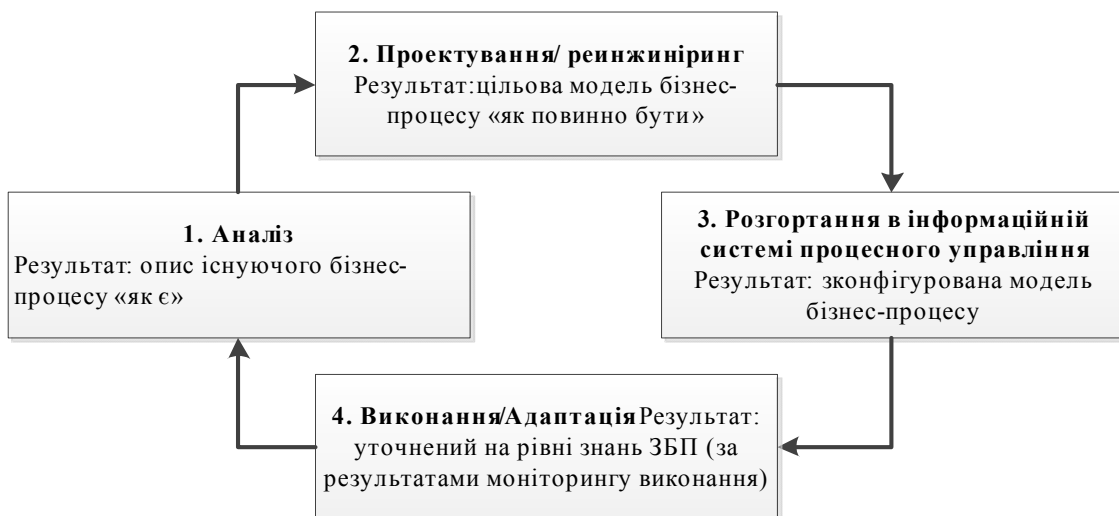 2. Проектування/ реинжиніринг
Результат:цільова модель бізнес-
процесу «як повинно бути»
1. Аналіз
Результат: опис існуючого бізнес-
процесу «як є»
3. Розгортання в інформаційній
системі процесного управління
Результат: зконфігурована модель
бізнес-процесу
4. Виконання/АдаптаціяРезультат:
уточнений на рівні знань ЗБП (за
результатами моніторингу виконання)